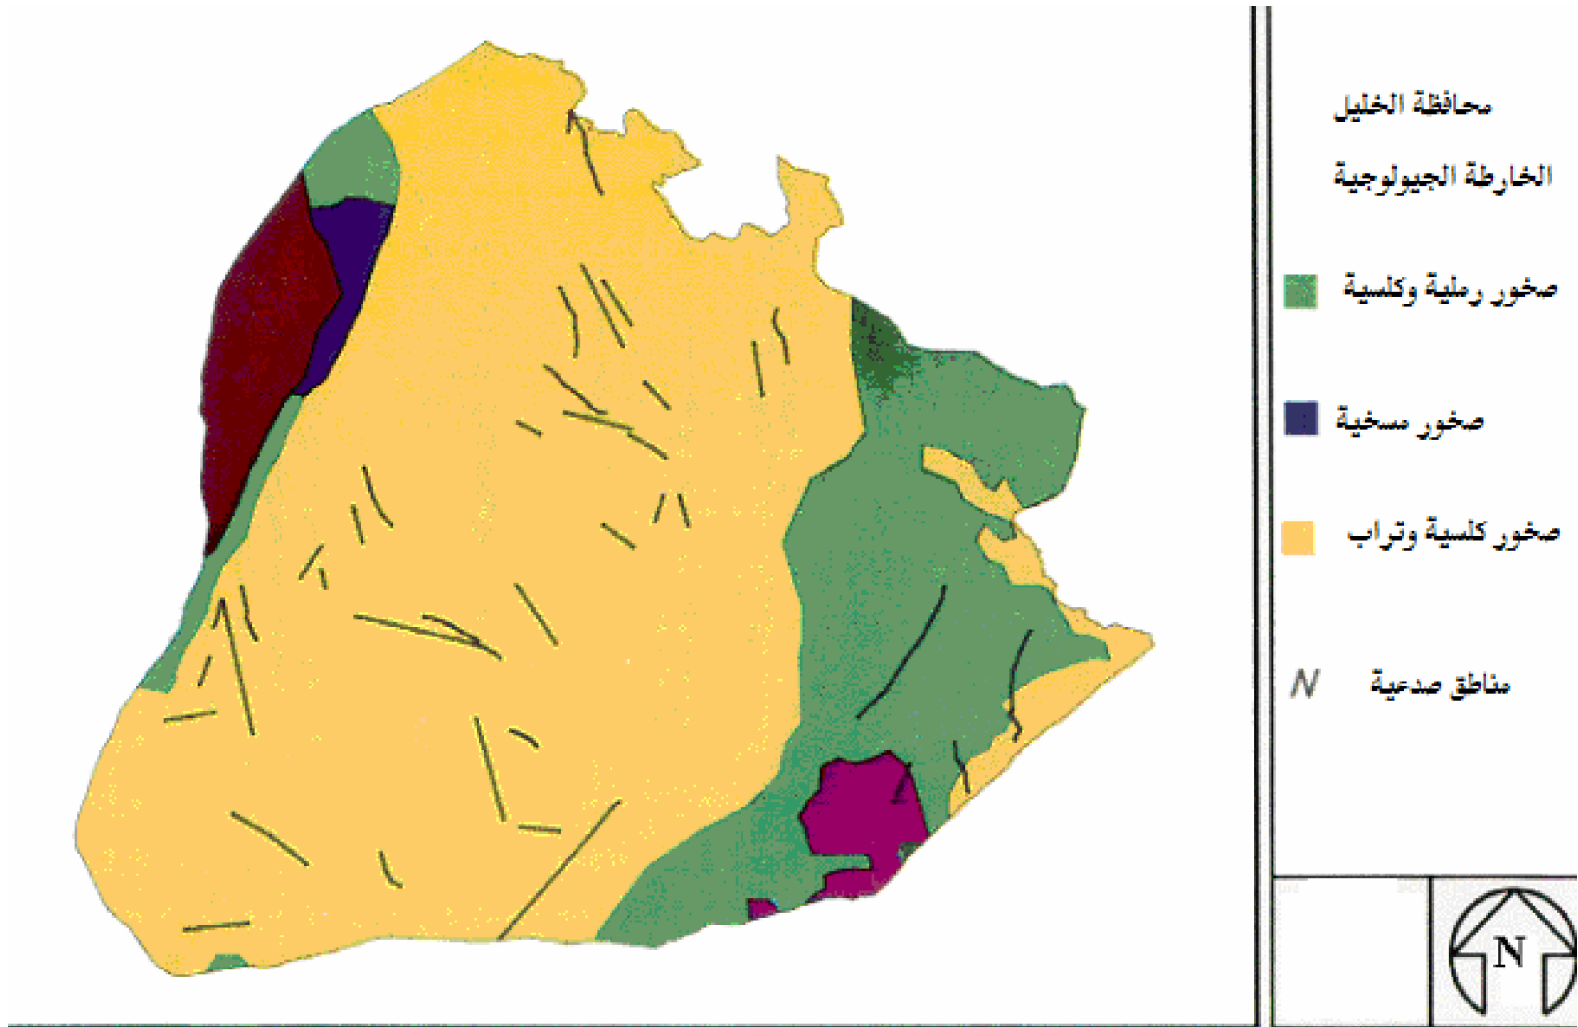 محافظة الخليل
الخارطة الجيولوجية
صخور رملية وكلسية
صخور مسخية
صخور كلسية وتراب
N مناطق صدعية
N